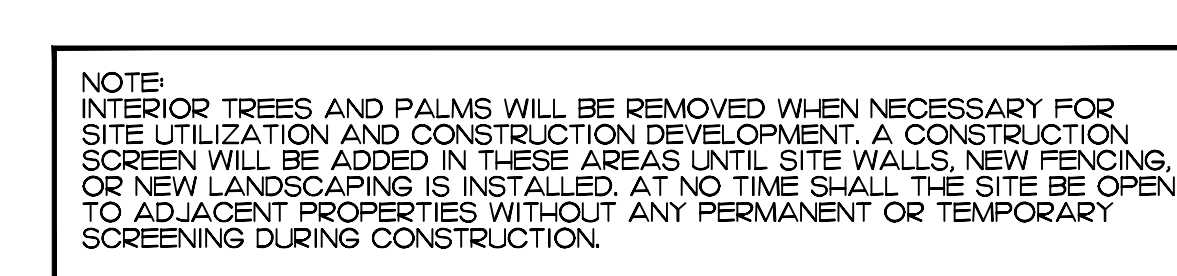 NOTE:
INTERIOR TREES AND PALMS WILL BE REMOVED WHEN NECESSARY FOR
SITE UTILIZATION AND CONSTRUCTION DEVELOPMENT. A CONSTRUCTION
SCREEN WILL BE ADDED IN THESE AREAS UNTIL SITE WALLS, NEW FENCING,
OR NEW LANDSCAPING IS INSTALLED. AT NO TIME SHALL THE SITE BE OPEN
TO ADJACENT PROPERTIES WITHOUT ANY PERMANENT OR TEMPORARY
SCREENING DURING CONSTRUCTION.